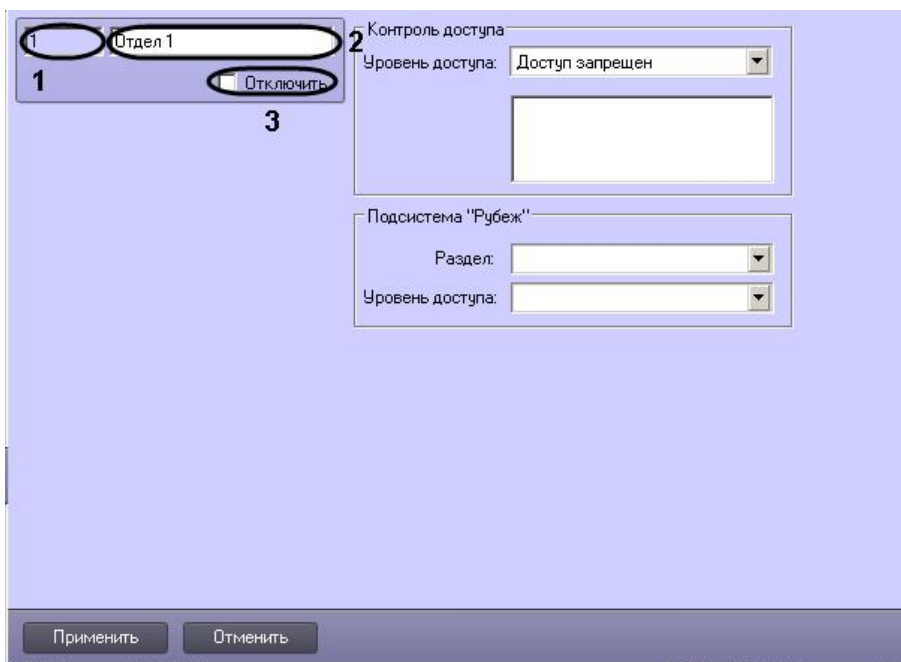 1 Отдел 1 2
1 Отключить
3
Контроль доступа
Уровень доступа: Доступ запрещен
Подсистема "Рубеж"
Раздел:
Уровень доступа:
Применить Отменить